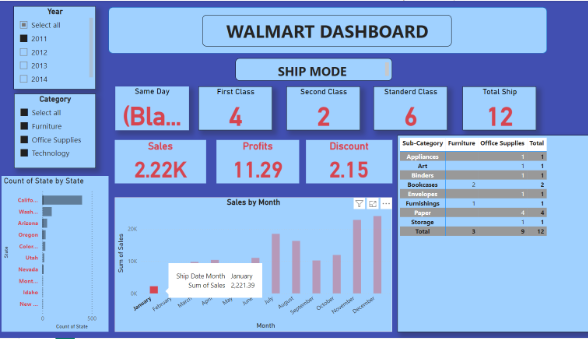 Year
Select all
2011
2012
2013
2014
WALMART DASHBOARD
SHIP MODE
Category
Select all
Furniture
Office Supplies
Technology
Same Day
(Bla...
First Class
4
Second Class
2
Standerd Class
6
Total Ship
12
Sales
2.22K
Profits
11.29
Discount
2.15
Sub-Category Furniture Office Supplies Total
Appliances 1 1
Art 1 1
Binders 1 1
Bookcases 2 2
Envelopes 1 1
Furnishings 1 1
Paper 4 4
Storage 1 1
Total 3 9 12
Count of State by State
State
Califo...
Wash...
Arizona
Oregon
Color...
Utah
Nevada
Mont...
Idaho
New ...
0 500
Count of State
Sales by Month
Sum of Sales
20K
10K
0K
Ship Date Month January
Sum of Sales 2,221.39
January
February
March
April
May
June
July
August
September
October
November
December
Month